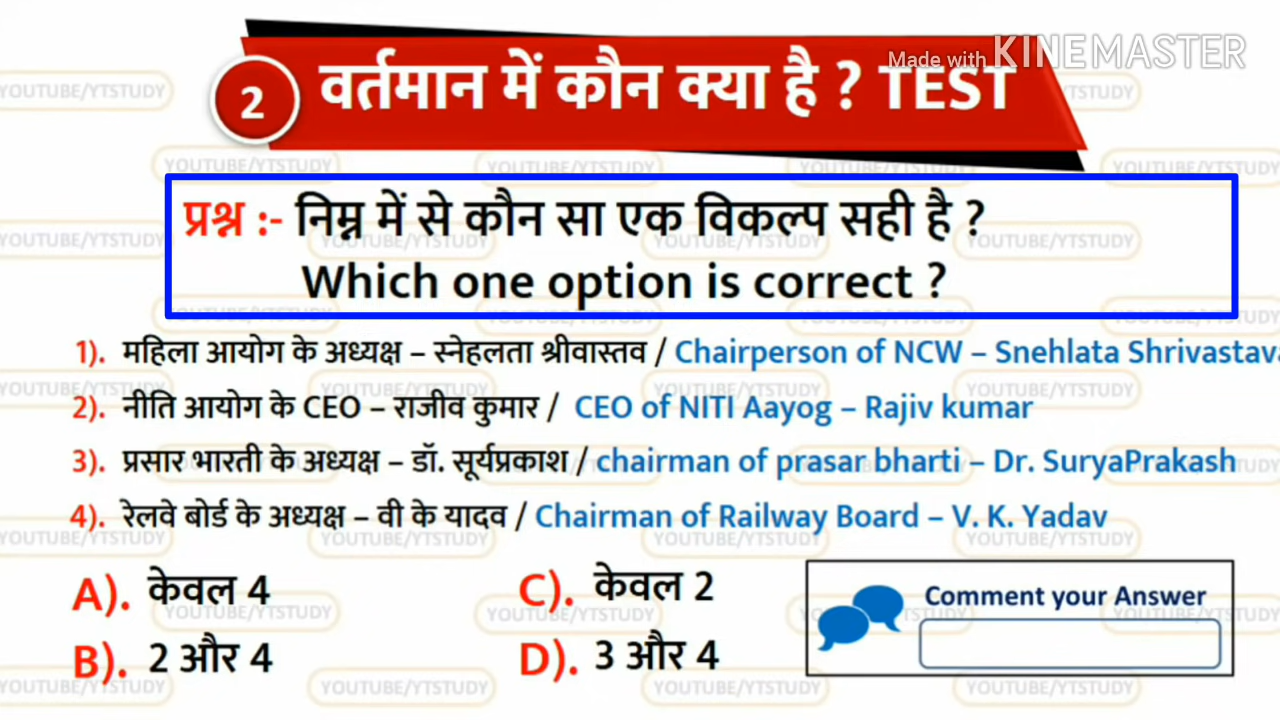 Made with KINEMASTER
2 वर्तमान में कौन क्या है ? TEST
प्रश्न :- निम्न में से कौन सा एक विकल्प सही है ?
Which one option is correct ?
1). महिला आयोग के अध्यक्ष – स्नेहलता श्रीवास्तव / Chairperson of NCW – Snehlata Shrivastava
2). नीति आयोग के CEO – राजीव कुमार / CEO of NITI Aayog – Rajiv kumar
3). प्रसार भारती के अध्यक्ष – डॉ. सूर्यप्रकाश / chairman of prasar bharti – Dr. SuryaPrakash
4). रेलवे बोर्ड के अध्यक्ष – वी के यादव / Chairman of Railway Board – V. K. Yadav
A). केवल 4
C). केवल 2
B). 2 और 4
D). 3 और 4
Comment your Answer
YOUTUBE/YTSTUDY